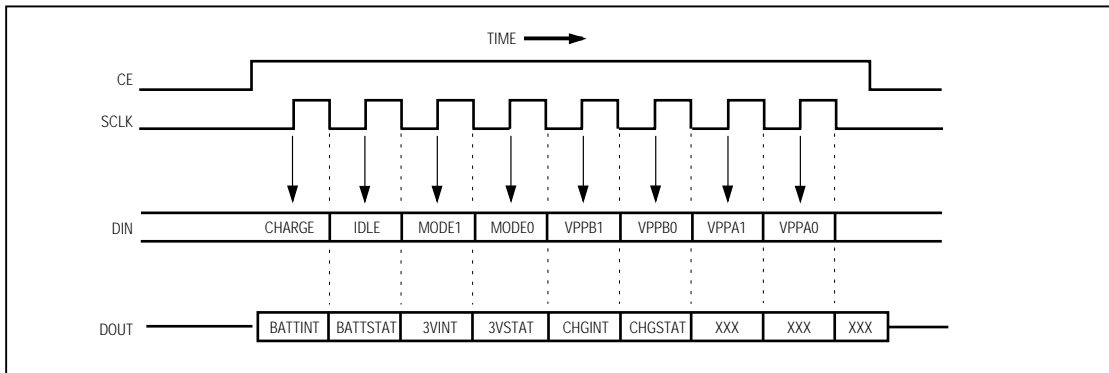 TIME
CE
SCLK
DIN CHARGE IDLE MODE1 MODE0 VPPB1 VPPB0 VPPA1 VPPA0
DOUT BATTINT BATTSTAT 3VINT 3VSTAT CHGINT CHGSTAT XXX XXX XXX